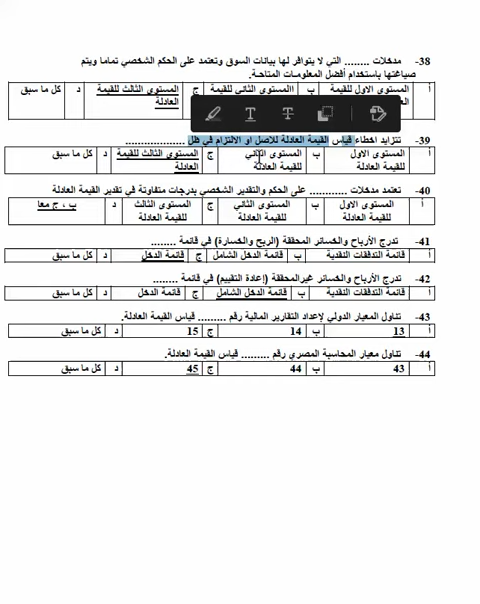 38- مدخلات ........ التي لا يتوافر لها بيانات السوق وتعتمد على الحكم الشخصي تماما ويتم
صياغتها باستخدام أفضل المعلومات المتاحة.
أ المستوى الاول للقيمة ب المستوى الثاني للقيمة ج المستوى الثالث للقيمة العادلة د كل ما سبق
39- تتزايد اخطاء قياس القيمة العادلة للاصل او الالتزام في ظل ..................
أ المستوى الاول للقيمة العادلة ب المستوى الثاني للقيمة العادلة ج المستوى الثالث للقيمة العادلة د كل ما سبق
40- تعتمد مدخلات ............ على الحكم والتقدير الشخصي بدرجات متفاوتة في تقدير القيمة العادلة
أ المستوى الاول للقيمة العادلة ب المستوى الثاني للقيمة العادلة ج المستوى الثالث للقيمة العادلة د ب ، ج معا
41- تدرج الأرباح والخسائر المحققة (الربح والخسارة) في قائمة ........
أ قائمة التدفقات النقدية ب قائمة الدخل الشامل ج قائمة الدخل د كل ما سبق
42- تدرج الأرباح والخسائر غيرالمحققة (إعادة التقييم) في قائمة ........
أ قائمة التدفقات النقدية ب قائمة الدخل الشامل ج قائمة الدخل د كل ما سبق
43- تناول المعيار الدولي لإعداد التقارير المالية رقم ......... قياس القيمة العادلة.
أ 13 ب 14 ج 15 د كل ما سبق
44- تناول معيار المحاسبة المصري رقم ......... قياس القيمة العادلة.
أ 43 ب 44 ج 45 د كل ما سبق